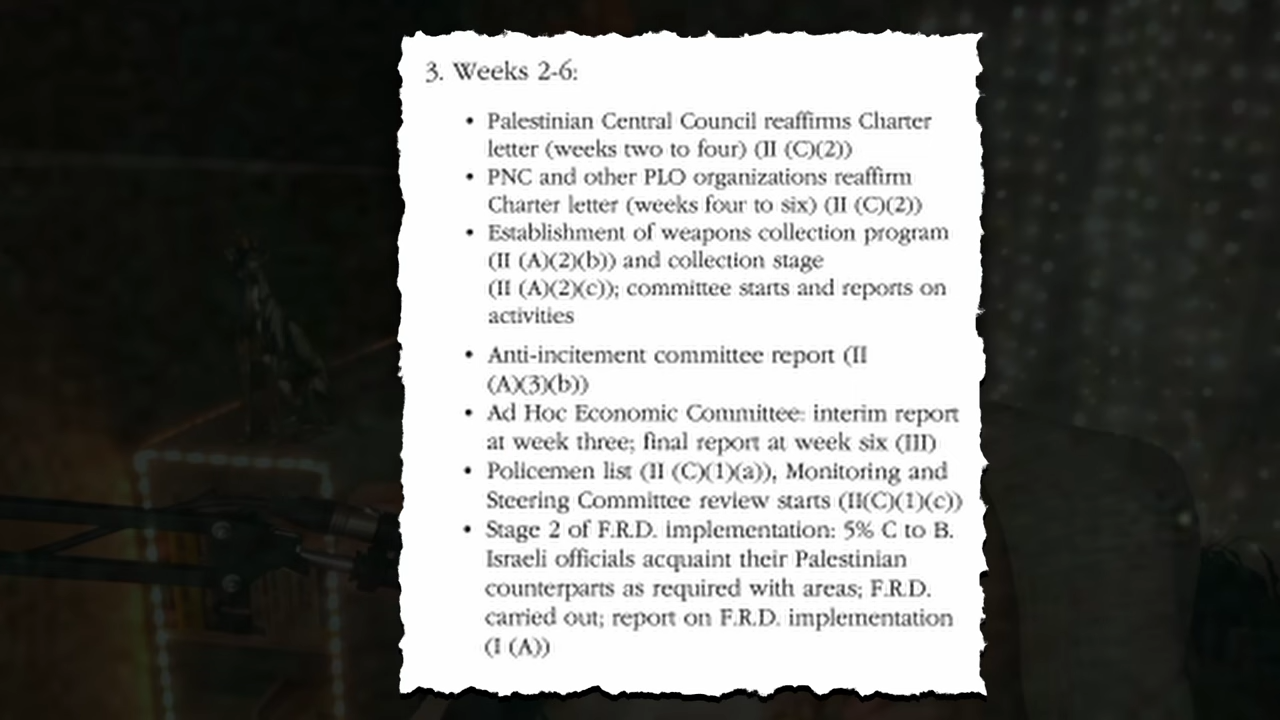 3. Weeks 2-6:
• Palestinian Central Council reaffirms Charter
letter (weeks two to four) (II (C)(2))
• PNC and other PLO organizations reaffirm
Charter letter (weeks four to six) (II (C)(2))
• Establishment of weapons collection program
(II (A)(2)(b)) and collection stage
(II (A)(2)(c)); committee starts and reports on
activities
• Anti-incitement committee report (II
(A)(3)(b))
• Ad Hoc Economic Committee: interim report
at week three; final report at week six (III)
• Policemen list (II (C)(1)(a)), Monitoring and
Steering Committee review starts (II(C)(1)(c))
• Stage 2 of F.R.D. implementation: 5% C to B.
Israeli officials acquaint their Palestinian
counterparts as required with areas; F.R.D.
carried out; report on F.R.D. implementation
(I (A))